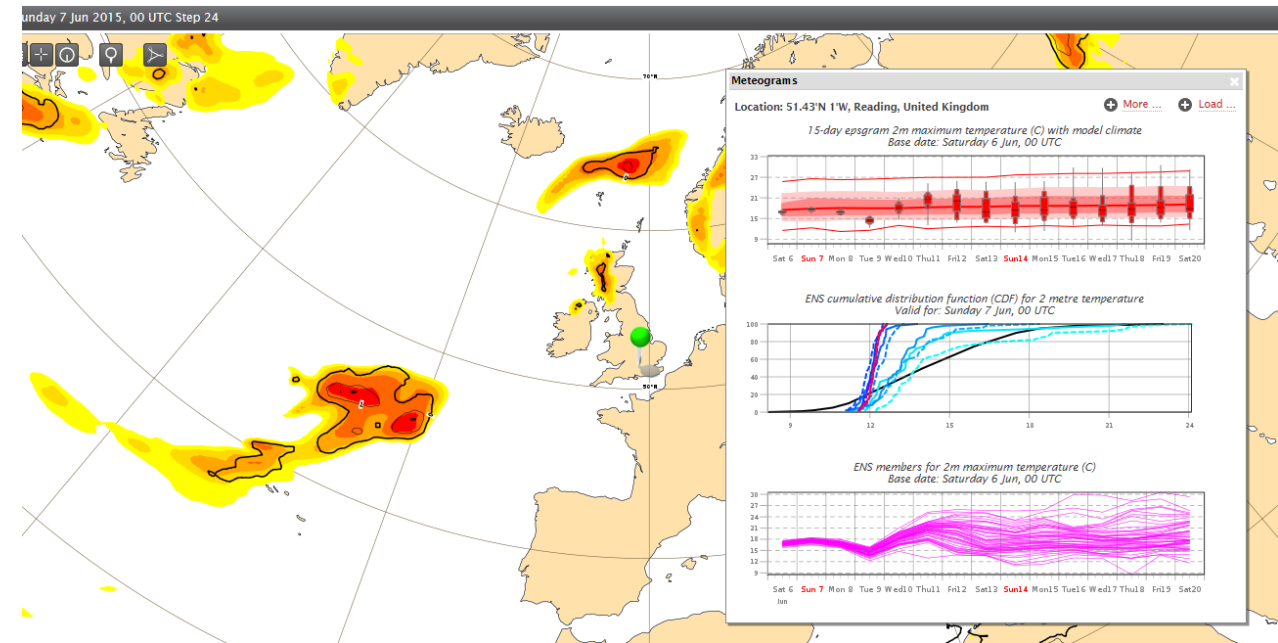 unday 7 Jun 2015, 00 UTC Step 24
70°N
50°N
Meteograms
Location: 51.43'N 1'W, Reading, United Kingdom
More ...
Load ...
15-day epsgram 2m maximum temperature (C) with model climate
Base date: Saturday 6 Jun, 00 UTC
33
27
21
15
9
Sat 6 Sun 7 Mon 8 Tue 9 Wed10 Thu11 Fri12 Sat13 Sun14 Mon15 Tue16 Wed17 Thu18 Fri19 Sat20
ENS cumulative distribution function (CDF) for 2 metre temperature
Valid for: Sunday 7 Jun, 00 UTC
100
80
60
40
20
0
9 12 15 18 21 24
ENS members for 2m maximum temperature (C)
Base date: Saturday 6 Jun, 00 UTC
30
27
24
21
18
15
12
9
Sat 6 Sun 7 Mon 8 Tue 9 Wed10 Thu11 Fri12 Sat13 Sun14 Mon15 Tue16 Wed17 Thu18 Fri19 Sat20
Jun